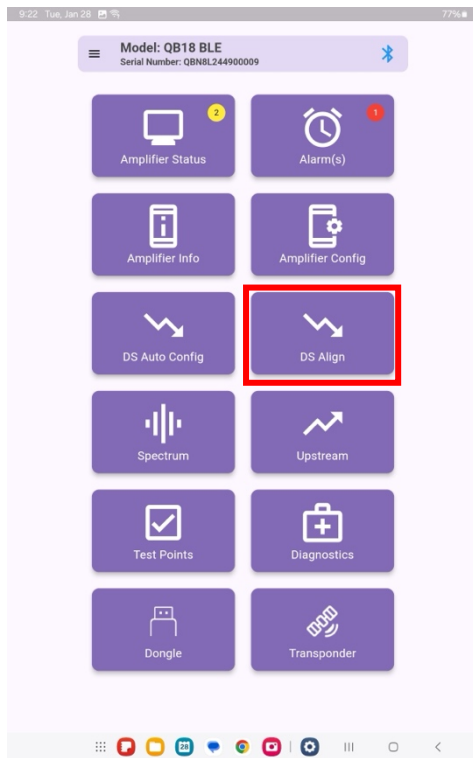 9:22 Tue, Jan 28 77%
Model: QB18 BLE
Serial Number: QBN8L244900009
2
1
Amplifier Status Alarm(s)
Amplifier Info Amplifier Config
DS Auto Config DS Align
Spectrum Upstream
Test Points Diagnostics
Dongle Transponder
28